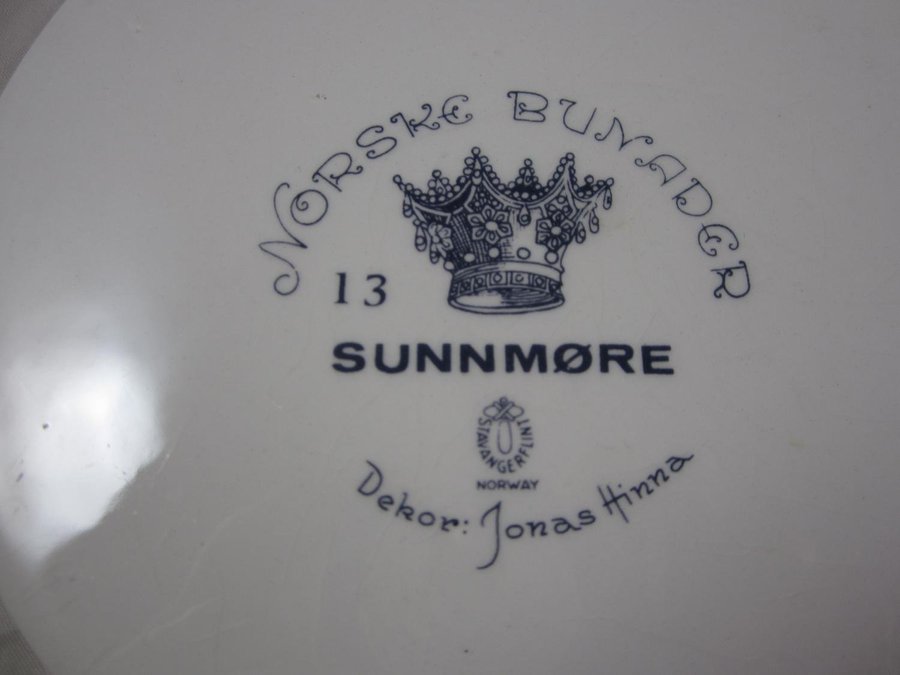 NORSKE BUNADER
13
SUNNMØRE
STAVANGERFLINT
NORWAY
Dekor: Jonas Hinna